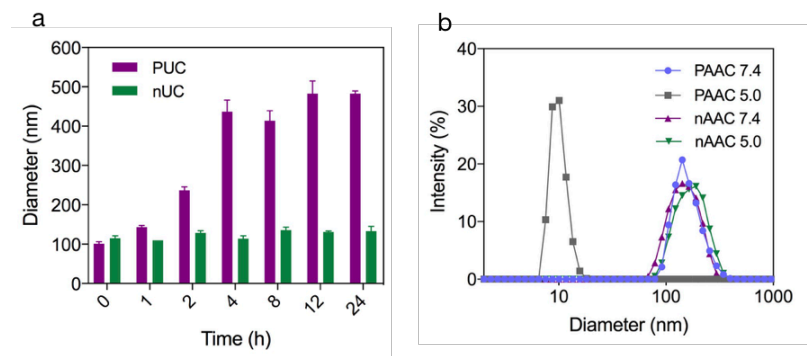 a
600
500
400
300
200
100
0
Diameter (nm)
PUC
nUC
0 1 2 4 8 12 24
Time (h)
b
40
30
20
10
0
Intensity (%)
PAAC 7.4
PAAC 5.0
nAAC 7.4
nAAC 5.0
10 100 1000
Diameter (nm)